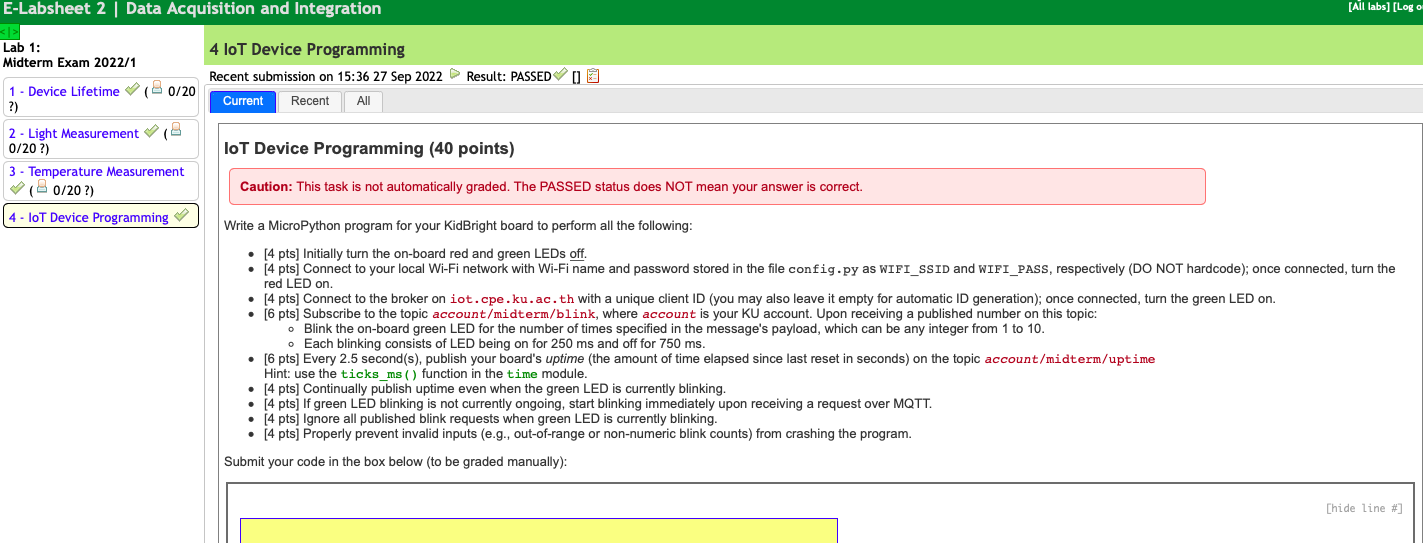 E-Labsheet 2 | Data Acquisition and Integration
[All labs] [Log o
<|>
Lab 1:
Midterm Exam 2022/1
1 - Device Lifetime ( 0/20
?)
2 - Light Measurement (
0/20 ?)
3 - Temperature Measurement
( 0/20 ?)
4 - IoT Device Programming
4 IoT Device Programming
Recent submission on 15:36 27 Sep 2022 Result: PASSED []
Current Recent All
IoT Device Programming (40 points)
Caution: This task is not automatically graded. The PASSED status does NOT mean your answer is correct.
Write a MicroPython program for your KidBright board to perform all the following:
• [4 pts] Initially turn the on-board red and green LEDs off.
• [4 pts] Connect to your local Wi-Fi network with Wi-Fi name and password stored in the file config.py as WIFI_SSID and WIFI_PASS, respectively (DO NOT hardcode); once connected, turn the
red LED on.
• [4 pts] Connect to the broker on iot.cpe.ku.ac.th with a unique client ID (you may also leave it empty for automatic ID generation); once connected, turn the green LED on.
• [6 pts] Subscribe to the topic account/midterm/blink, where account is your KU account. Upon receiving a published number on this topic:
◦ Blink the on-board green LED for the number of times specified in the message's payload, which can be any integer from 1 to 10.
◦ Each blinking consists of LED being on for 250 ms and off for 750 ms.
• [6 pts] Every 2.5 second(s), publish your board's uptime (the amount of time elapsed since last reset in seconds) on the topic account/midterm/uptime
Hint: use the ticks_ms() function in the time module.
• [4 pts] Continually publish uptime even when the green LED is currently blinking.
• [4 pts] If green LED blinking is not currently ongoing, start blinking immediately upon receiving a request over MQTT.
• [4 pts] Ignore all published blink requests when green LED is currently blinking.
• [4 pts] Properly prevent invalid inputs (e.g., out-of-range or non-numeric blink counts) from crashing the program.
Submit your code in the box below (to be graded manually):
[hide line #]